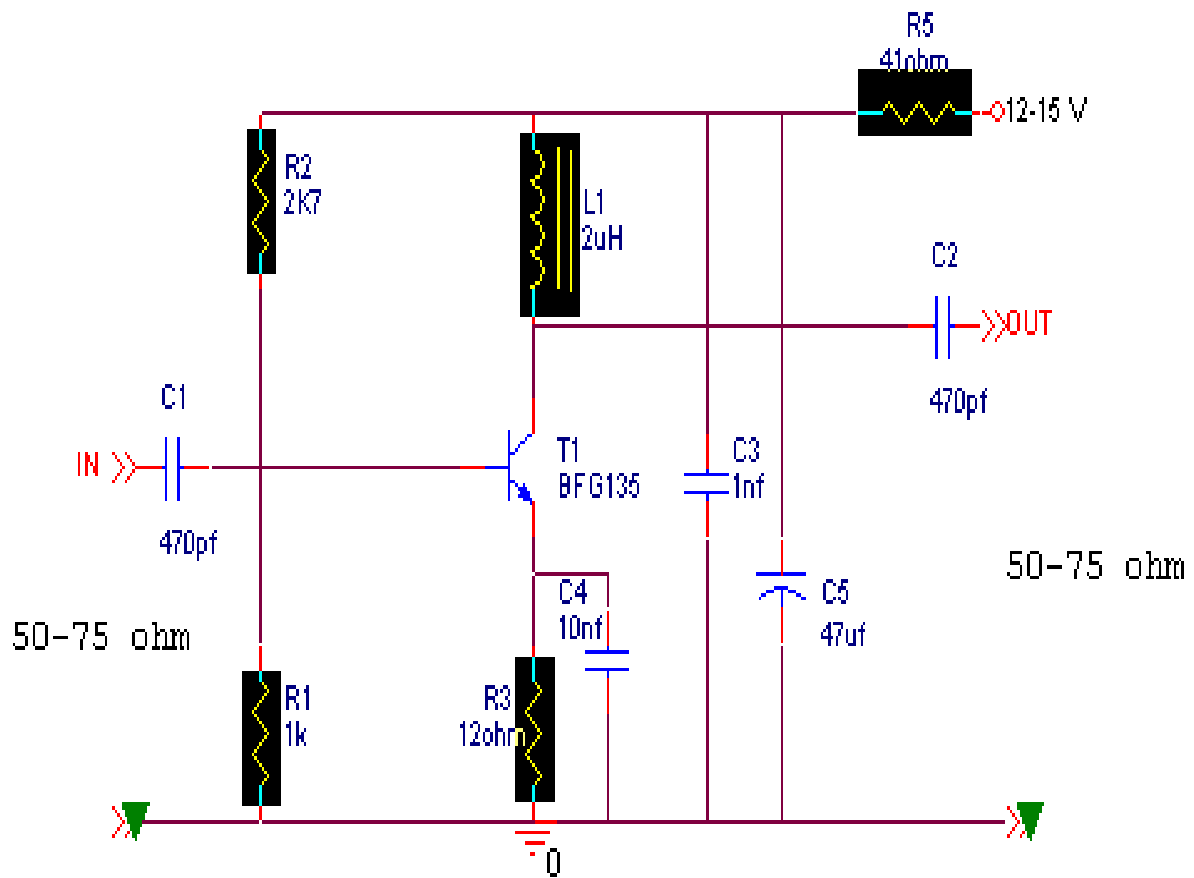 R5
41ohm
12-15 V
R2
2K7
L1
2uH
C2
OUT
470pf
C1
IN
470pf
T1
BFG135
C3
1nf
50-75 ohm
C4
10nf
C5
47uf
50-75 ohm
R1
1k
R3
12ohm
0